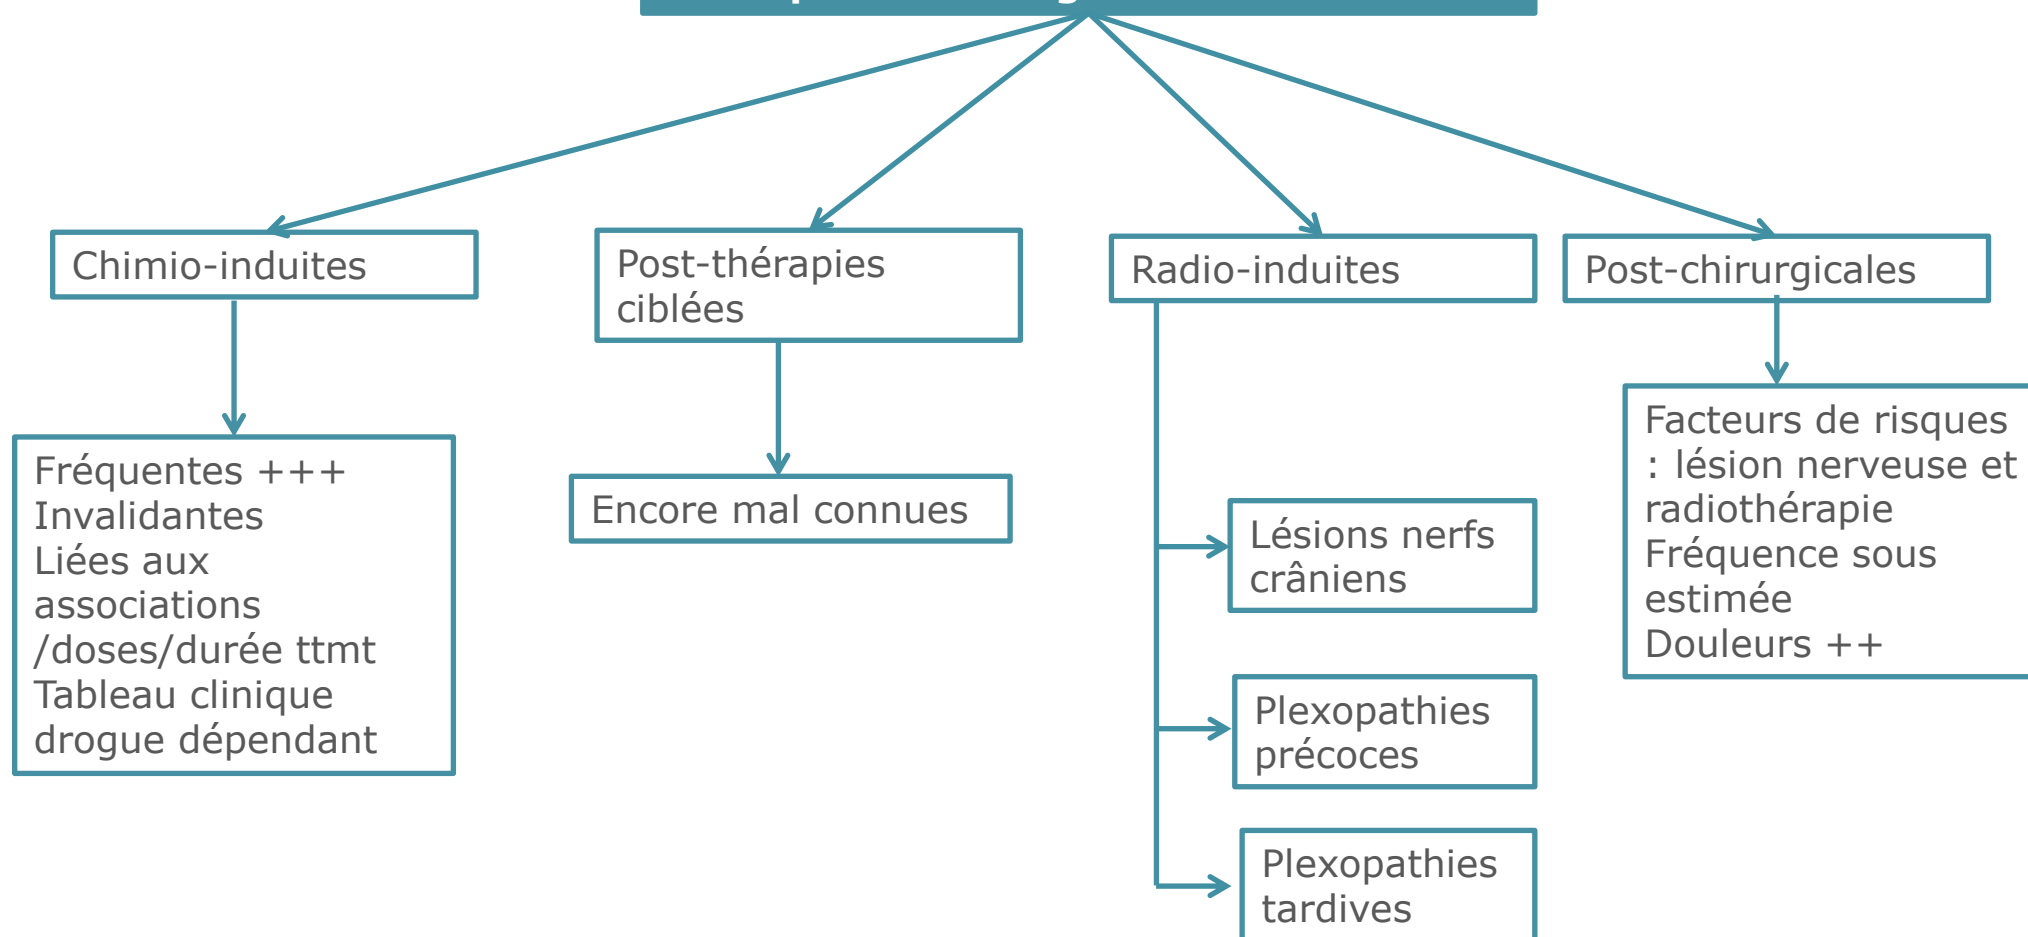 Chimio-induites
Post-thérapies
ciblées
Radio-induites
Post-chirurgicales
Fréquentes +++
Invalidantes
Liées aux
associations
/doses/durée ttmt
Tableau clinique
drogue dépendant
Encore mal connues
Lésions nerfs
crâniens
Plexopathies
précoces
Plexopathies
tardives
Facteurs de risques
: lésion nerveuse et
radiothérapie
Fréquence sous
estimée
Douleurs ++